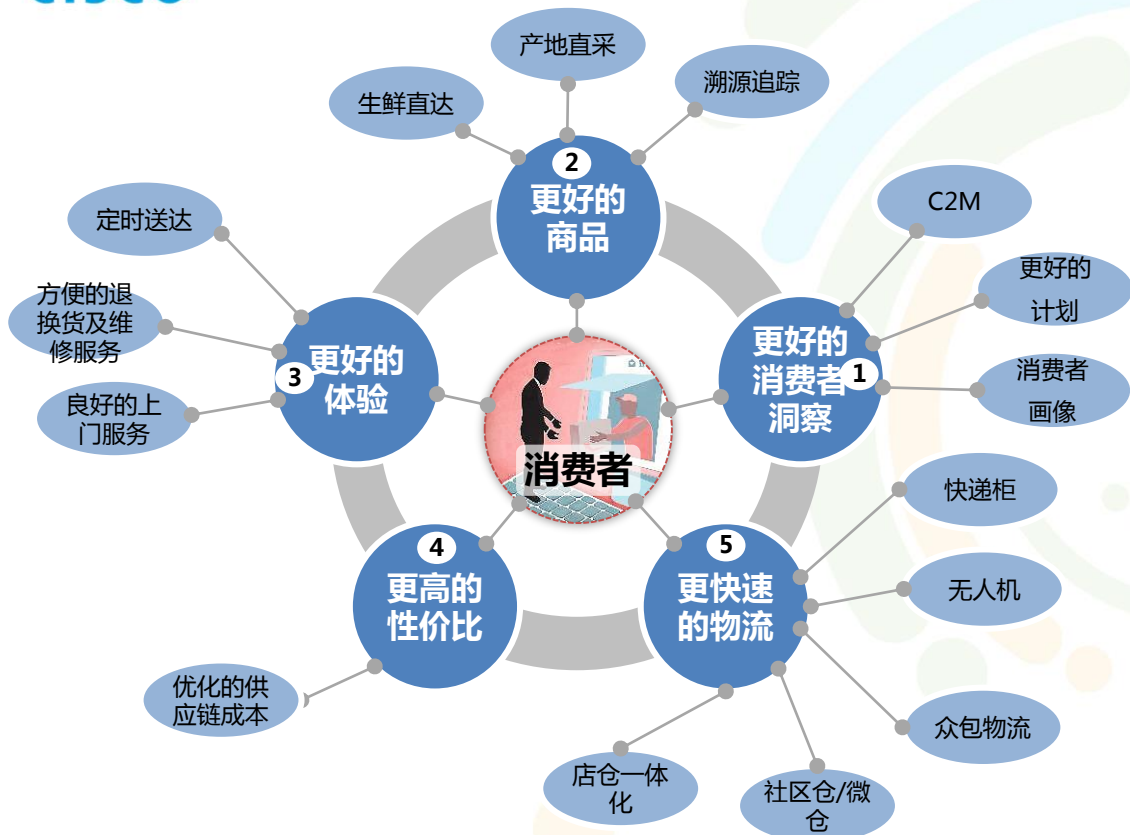 产地直采
溯源追踪
生鲜直达
2
更好的
商品
C2M
定时送达
更好的
计划
方便的退
换货及维
修服务
3
更好的
体验
更好的
消费者
洞察
1
消费者
画像
良好的上
门服务
消费者
快递柜
4
更高的
性价比
5
更快速
的物流
无人机
优化的供
应链成本
众包物流
店仓一体
化
社区仓/微
仓